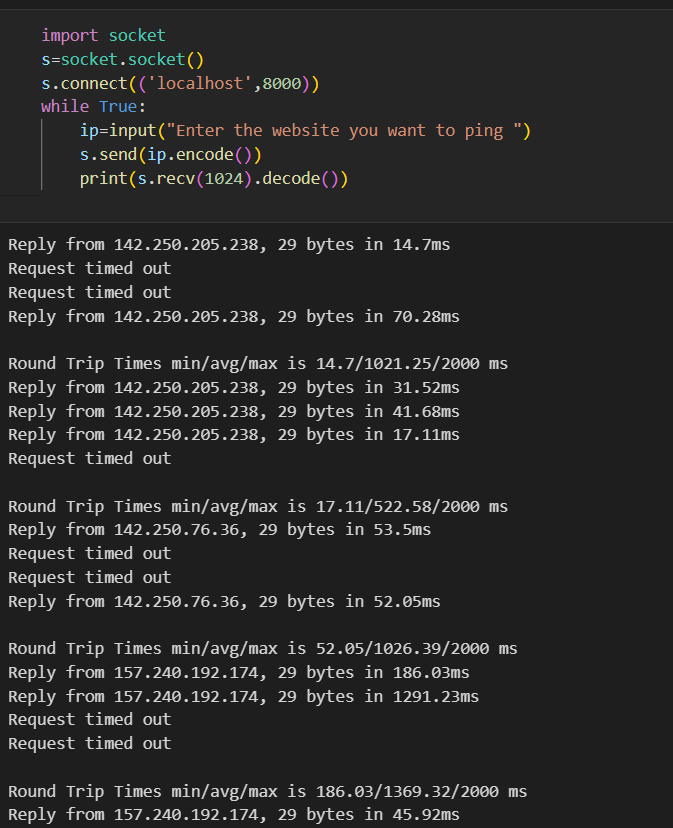 import socket
s=socket.socket()
s.connect(('localhost',8000))
while True:
    ip=input("Enter the website you want to ping ")
    s.send(ip.encode())
    print(s.recv(1024).decode())
Reply from 142.250.205.238, 29 bytes in 14.7ms
Request timed out
Request timed out
Reply from 142.250.205.238, 29 bytes in 70.28ms
Round Trip Times min/avg/max is 14.7/1021.25/2000 ms
Reply from 142.250.205.238, 29 bytes in 31.52ms
Reply from 142.250.205.238, 29 bytes in 41.68ms
Reply from 142.250.205.238, 29 bytes in 17.11ms
Request timed out
Round Trip Times min/avg/max is 17.11/522.58/2000 ms
Reply from 142.250.76.36, 29 bytes in 53.5ms
Request timed out
Request timed out
Reply from 142.250.76.36, 29 bytes in 52.05ms
Round Trip Times min/avg/max is 52.05/1026.39/2000 ms
Reply from 157.240.192.174, 29 bytes in 186.03ms
Reply from 157.240.192.174, 29 bytes in 1291.23ms
Request timed out
Request timed out
Round Trip Times min/avg/max is 186.03/1369.32/2000 ms
Reply from 157.240.192.174, 29 bytes in 45.92ms